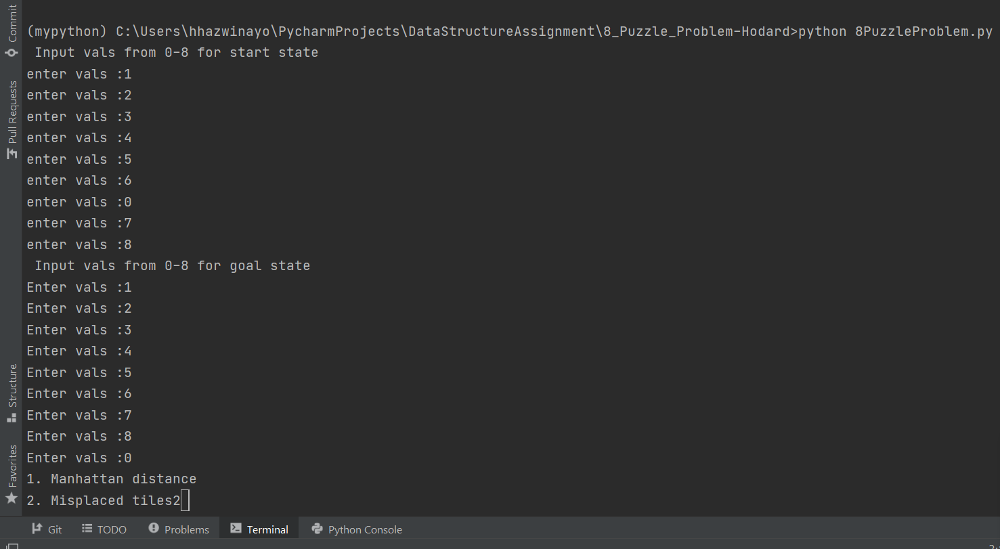 Commit
Pull Requests
Structure
Favorites
(mypython) C:\Users\hhazwinayo\PycharmProjects\DataStructureAssignment\8_Puzzle_Problem-Hodard>python 8PuzzleProblem.py
Input vals from 0-8 for start state
enter vals :1
enter vals :2
enter vals :3
enter vals :4
enter vals :5
enter vals :6
enter vals :0
enter vals :7
enter vals :8
Input vals from 0-8 for goal state
Enter vals :1
Enter vals :2
Enter vals :3
Enter vals :4
Enter vals :5
Enter vals :6
Enter vals :7
Enter vals :8
Enter vals :0
1. Manhattan distance
2. Misplaced tiles2
Git TODO Problems Terminal Python Console